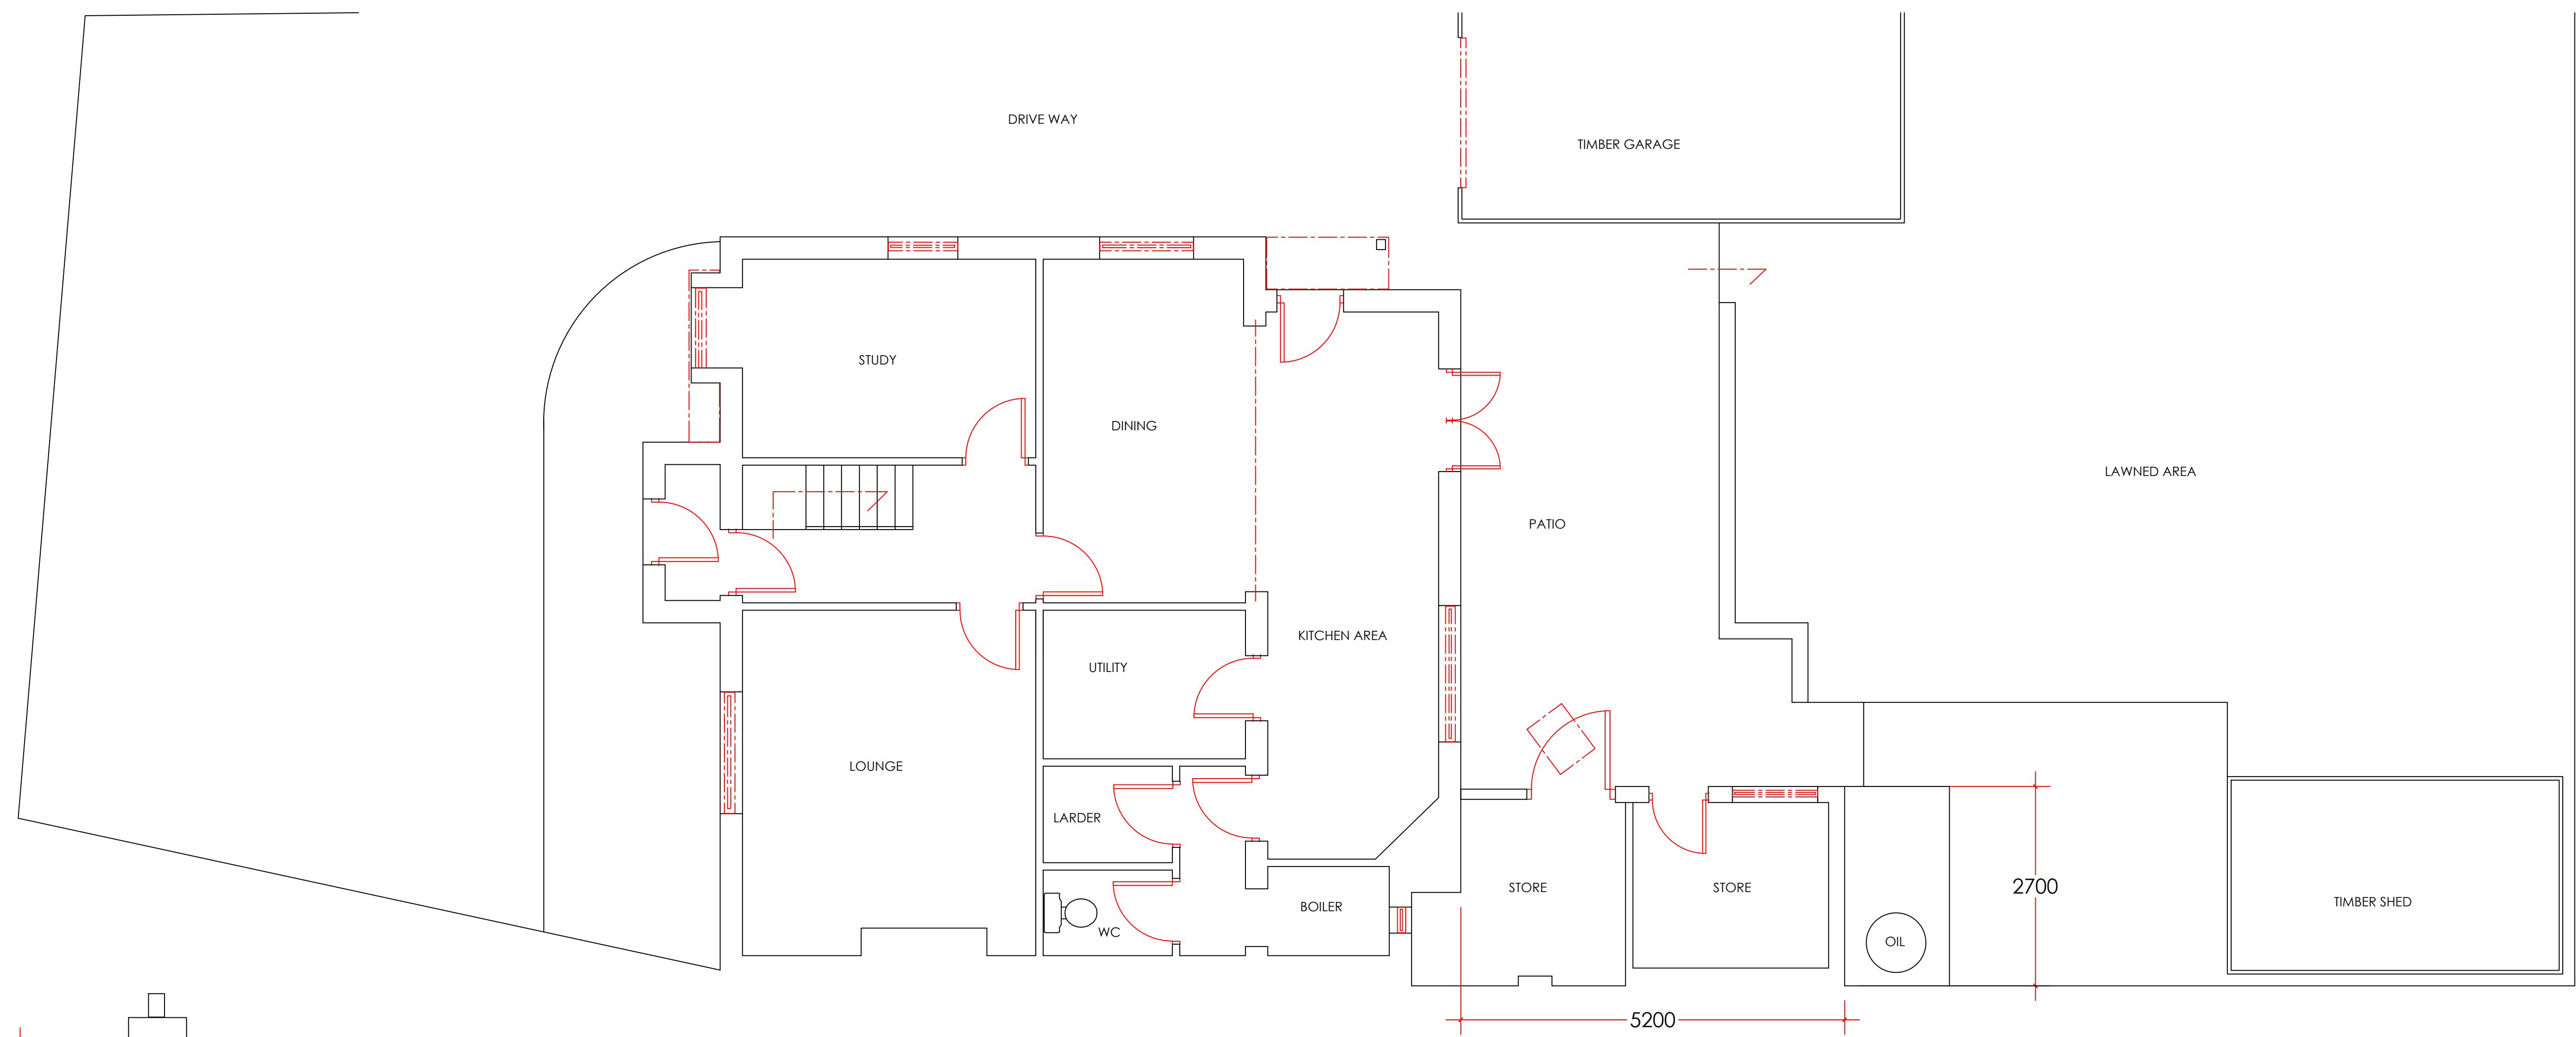 DRIVE WAY
TIMBER GARAGE
STUDY
DINING
LAWNED AREA
PATIO
KITCHEN AREA
UTILITY
LOUNGE
LARDER
STORE
STORE
2700
TIMBER SHED
BOILER
WC
OIL
5200